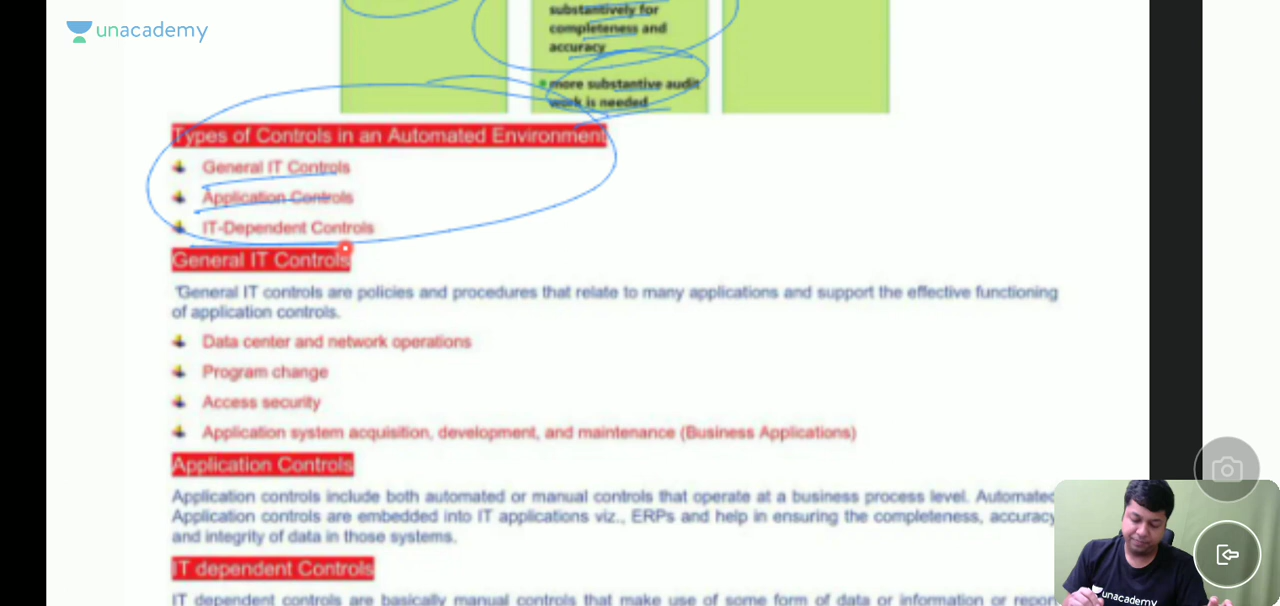 unacademy
substantively for
completeness and
accuracy
more substantive audit
work is needed
Types of Controls in an Automated Environment
General IT Controls
Application Controls
IT-Dependent Controls
General IT Controls
"General IT controls are policies and procedures that relate to many applications and support the effective functioning
of application controls.
Data center and network operations
Program change
Access security
Application system acquisition, development, and maintenance (Business Applications)
Application Controls
Application controls include both automated or manual controls that operate at a business process level. Automated
Application controls are embedded into IT applications viz., ERPs and help in ensuring the completeness, accuracy
and integrity of data in those systems.
IT dependent Controls
IT dependent controls are basically manual controls that make use of some form of data or information or report
unacademy